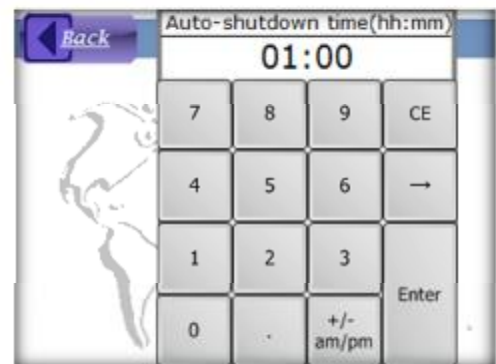 Back
Auto-shutdown time(hh:mm)
01:00
7 8 9 CE
4 5 6 →
1 2 3
Enter
0 . +/-
am/pm